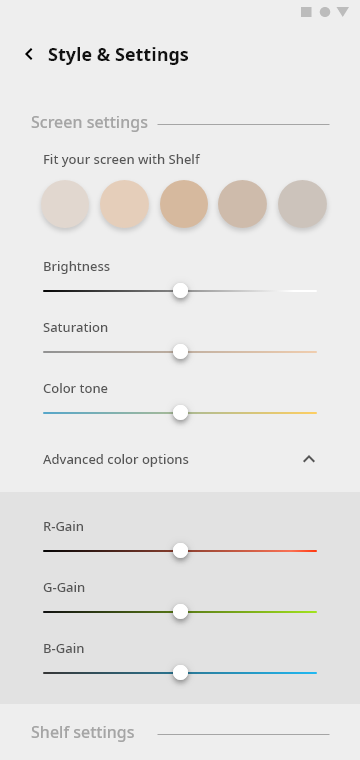 Style & Settings
Screen settings
Fit your screen with Shelf
Brightness
Saturation
Color tone
Advanced color options
R-Gain
G-Gain
B-Gain
Shelf settings